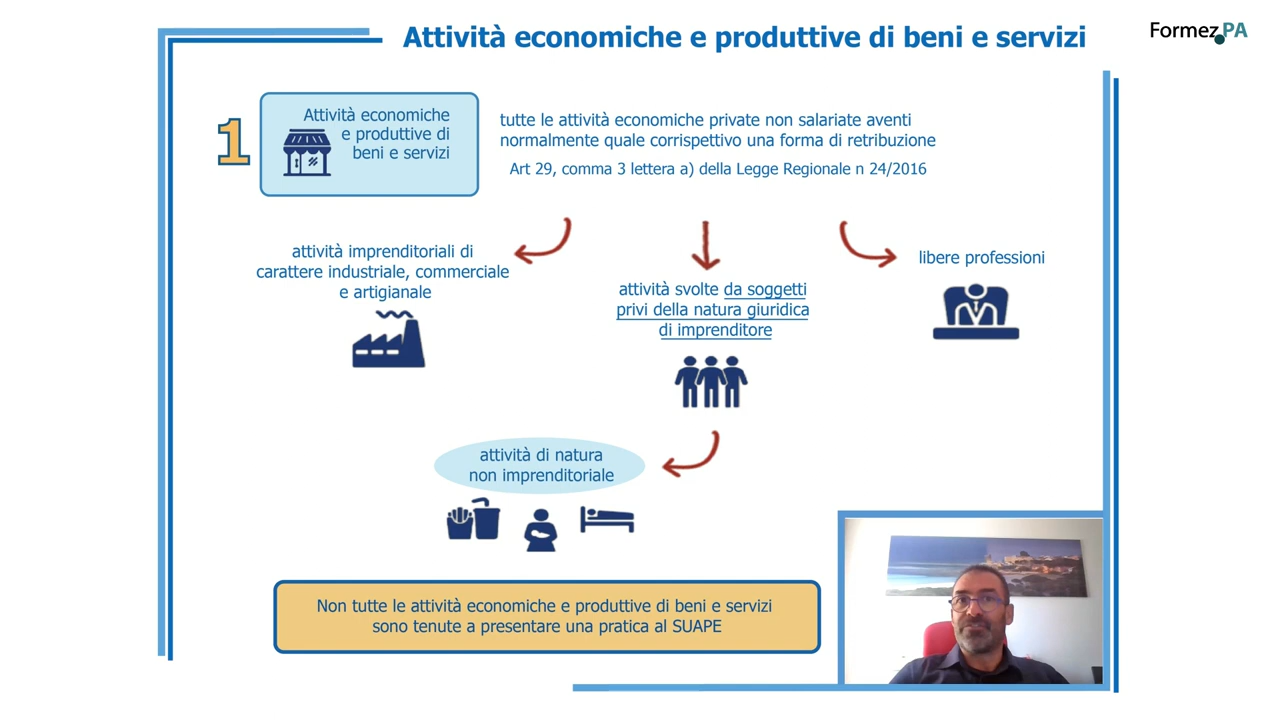 Attività economiche e produttive di beni e servizi
Formez.PA
1
Attività economiche
e produttive di
beni e servizi
tutte le attività economiche private non salariate aventi
normalmente quale corrispettivo una forma di retribuzione
Art 29, comma 3 lettera a) della Legge Regionale n 24/2016
attività imprenditoriali di
carattere industriale, commerciale
e artigianale
attività svolte da soggetti
privi della natura giuridica
di imprenditore
libere professioni
attività di natura
non imprenditoriale
Non tutte le attività economiche e produttive di beni e servizi
sono tenute a presentare una pratica al SUAPE